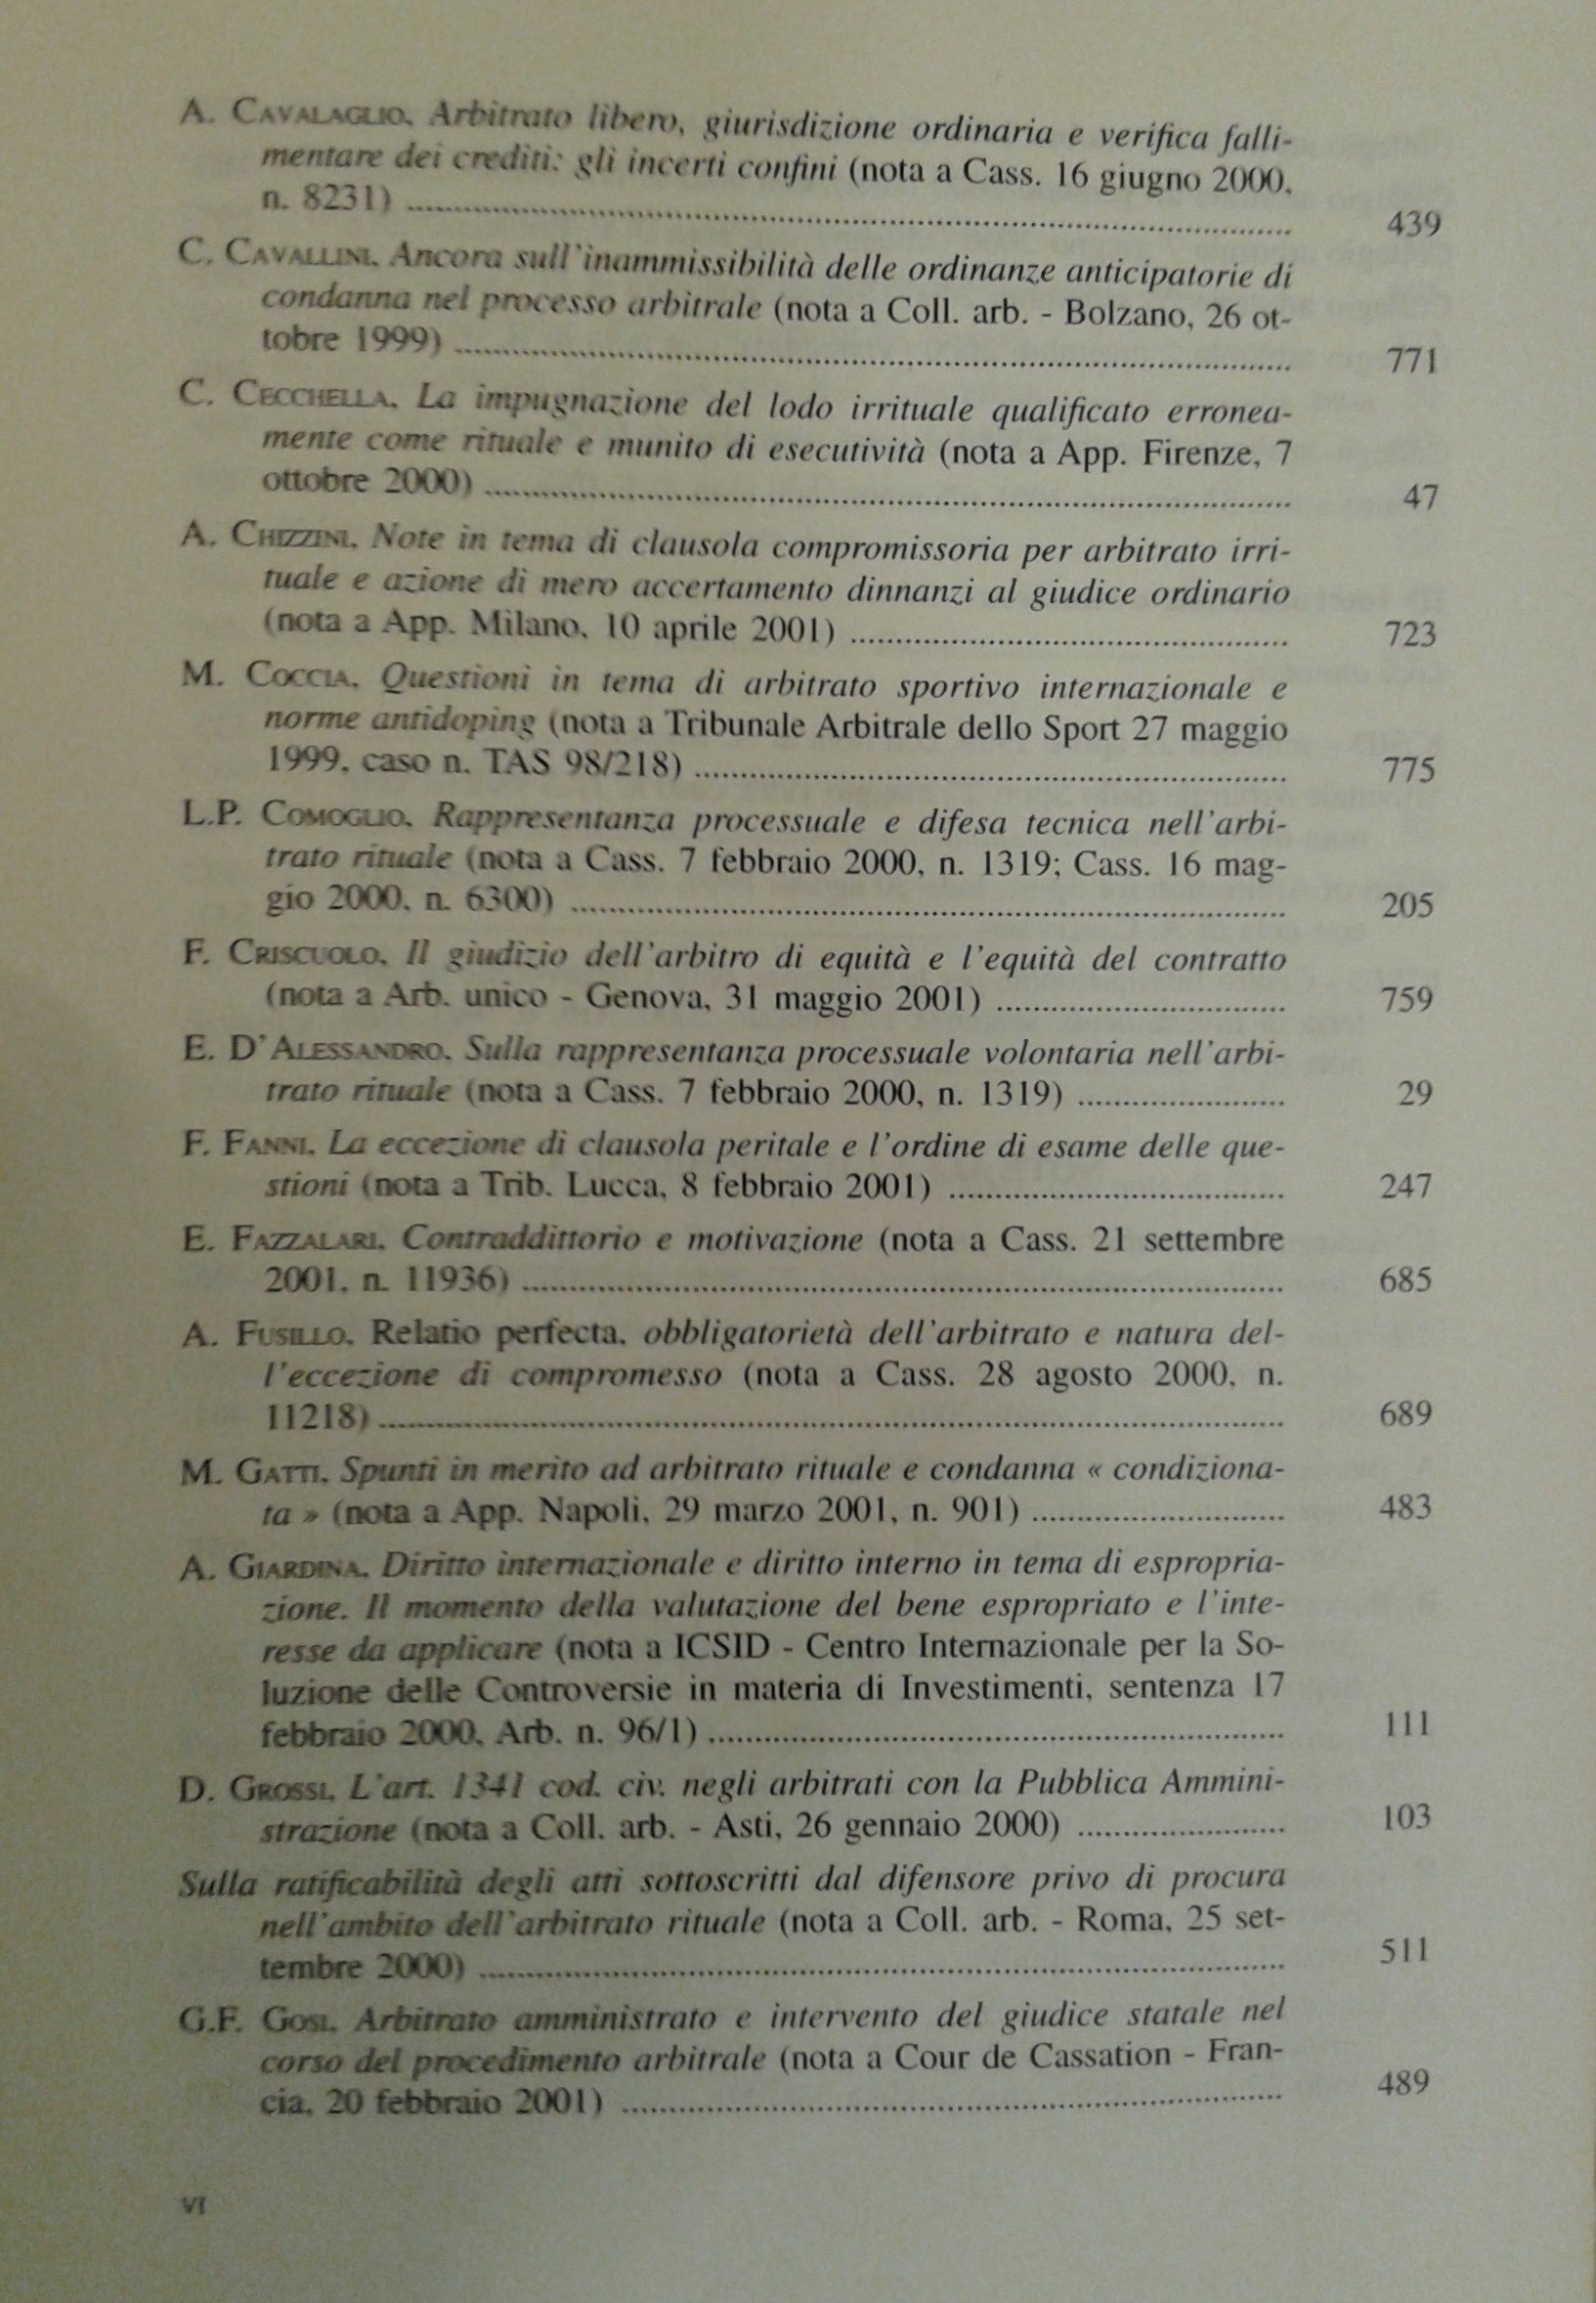 A. CAVALAGLIO, Arbitrato libero, giurisdizione ordinaria e verifica falli-
mentare dei crediti: gli incerti confini (nota a Cass. 16 giugno 2000,
n. 8231) ........ 439
C. CAVALLINI, Ancora sull'inammissibilità delle ordinanze anticipatorie di
condanna nel processo arbitrale (nota a Coll. arb. - Bolzano, 26 ot-
tobre 1999) ........ 771
C. CECCHELLA, La impugnazione del lodo irrituale qualificato erronea-
mente come rituale e munito di esecutività (nota a App. Firenze, 7
ottobre 2000) ........ 47
A. CHIZZINI, Note in tema di clausola compromissoria per arbitrato irri-
tuale e azione di mero accertamento dinnanzi al giudice ordinario
(nota a App. Milano, 10 aprile 2001) ........ 723
M. COCCIA, Questioni in tema di arbitrato sportivo internazionale e
norme antidoping (nota a Tribunale Arbitrale dello Sport 27 maggio
1999, caso n. TAS 98/218) ........ 775
L.P. COMOGLIO, Rappresentanza processuale e difesa tecnica nell'arbi-
trato rituale (nota a Cass. 7 febbraio 2000, n. 1319; Cass. 16 mag-
gio 2000, n. 6300) ........ 205
F. CRISCUOLO, Il giudizio dell'arbitro di equità e l'equità del contratto
(nota a Arb. unico - Genova, 31 maggio 2001) ........ 759
E. D'ALESSANDRO, Sulla rappresentanza processuale volontaria nell'arbi-
trato rituale (nota a Cass. 7 febbraio 2000, n. 1319) ........ 29
F. FANNI, La eccezione di clausola peritale e l'ordine di esame delle que-
stioni (nota a Trib. Lucca, 8 febbraio 2001) ........ 247
E. FAZZALARI, Contraddittorio e motivazione (nota a Cass. 21 settembre
2001, n. 11936) ........ 685
A. FUSILLO, Relatio perfecta, obbligatorietà dell'arbitrato e natura del-
l'eccezione di compromesso (nota a Cass. 28 agosto 2000, n.
11218) ........ 689
M. GATTI, Spunti in merito ad arbitrato rituale e condanna « condiziona-
ta » (nota a App. Napoli, 29 marzo 2001, n. 901) ........ 483
A. GIARDINA, Diritto internazionale e diritto interno in tema di espropria-
zione. Il momento della valutazione del bene espropriato e l'inte-
resse da applicare (nota a ICSID - Centro Internazionale per la So-
luzione delle Controversie in materia di Investimenti, sentenza 17
febbraio 2000, Arb. n. 96/1) ........ 111
D. GROSSI, L'art. 1341 cod. civ. negli arbitrati con la Pubblica Ammini-
strazione (nota a Coll. arb. - Asti, 26 gennaio 2000) ........ 103
Sulla ratificabilità degli atti sottoscritti dal difensore privo di procura
nell'ambito dell'arbitrato rituale (nota a Coll. arb. - Roma, 25 set-
tembre 2000) ........ 511
G.F. GOSI, Arbitrato amministrato e intervento del giudice statale nel
corso del procedimento arbitrale (nota a Cour de Cassation - Fran-
cia, 20 febbraio 2001) ........ 489
VI